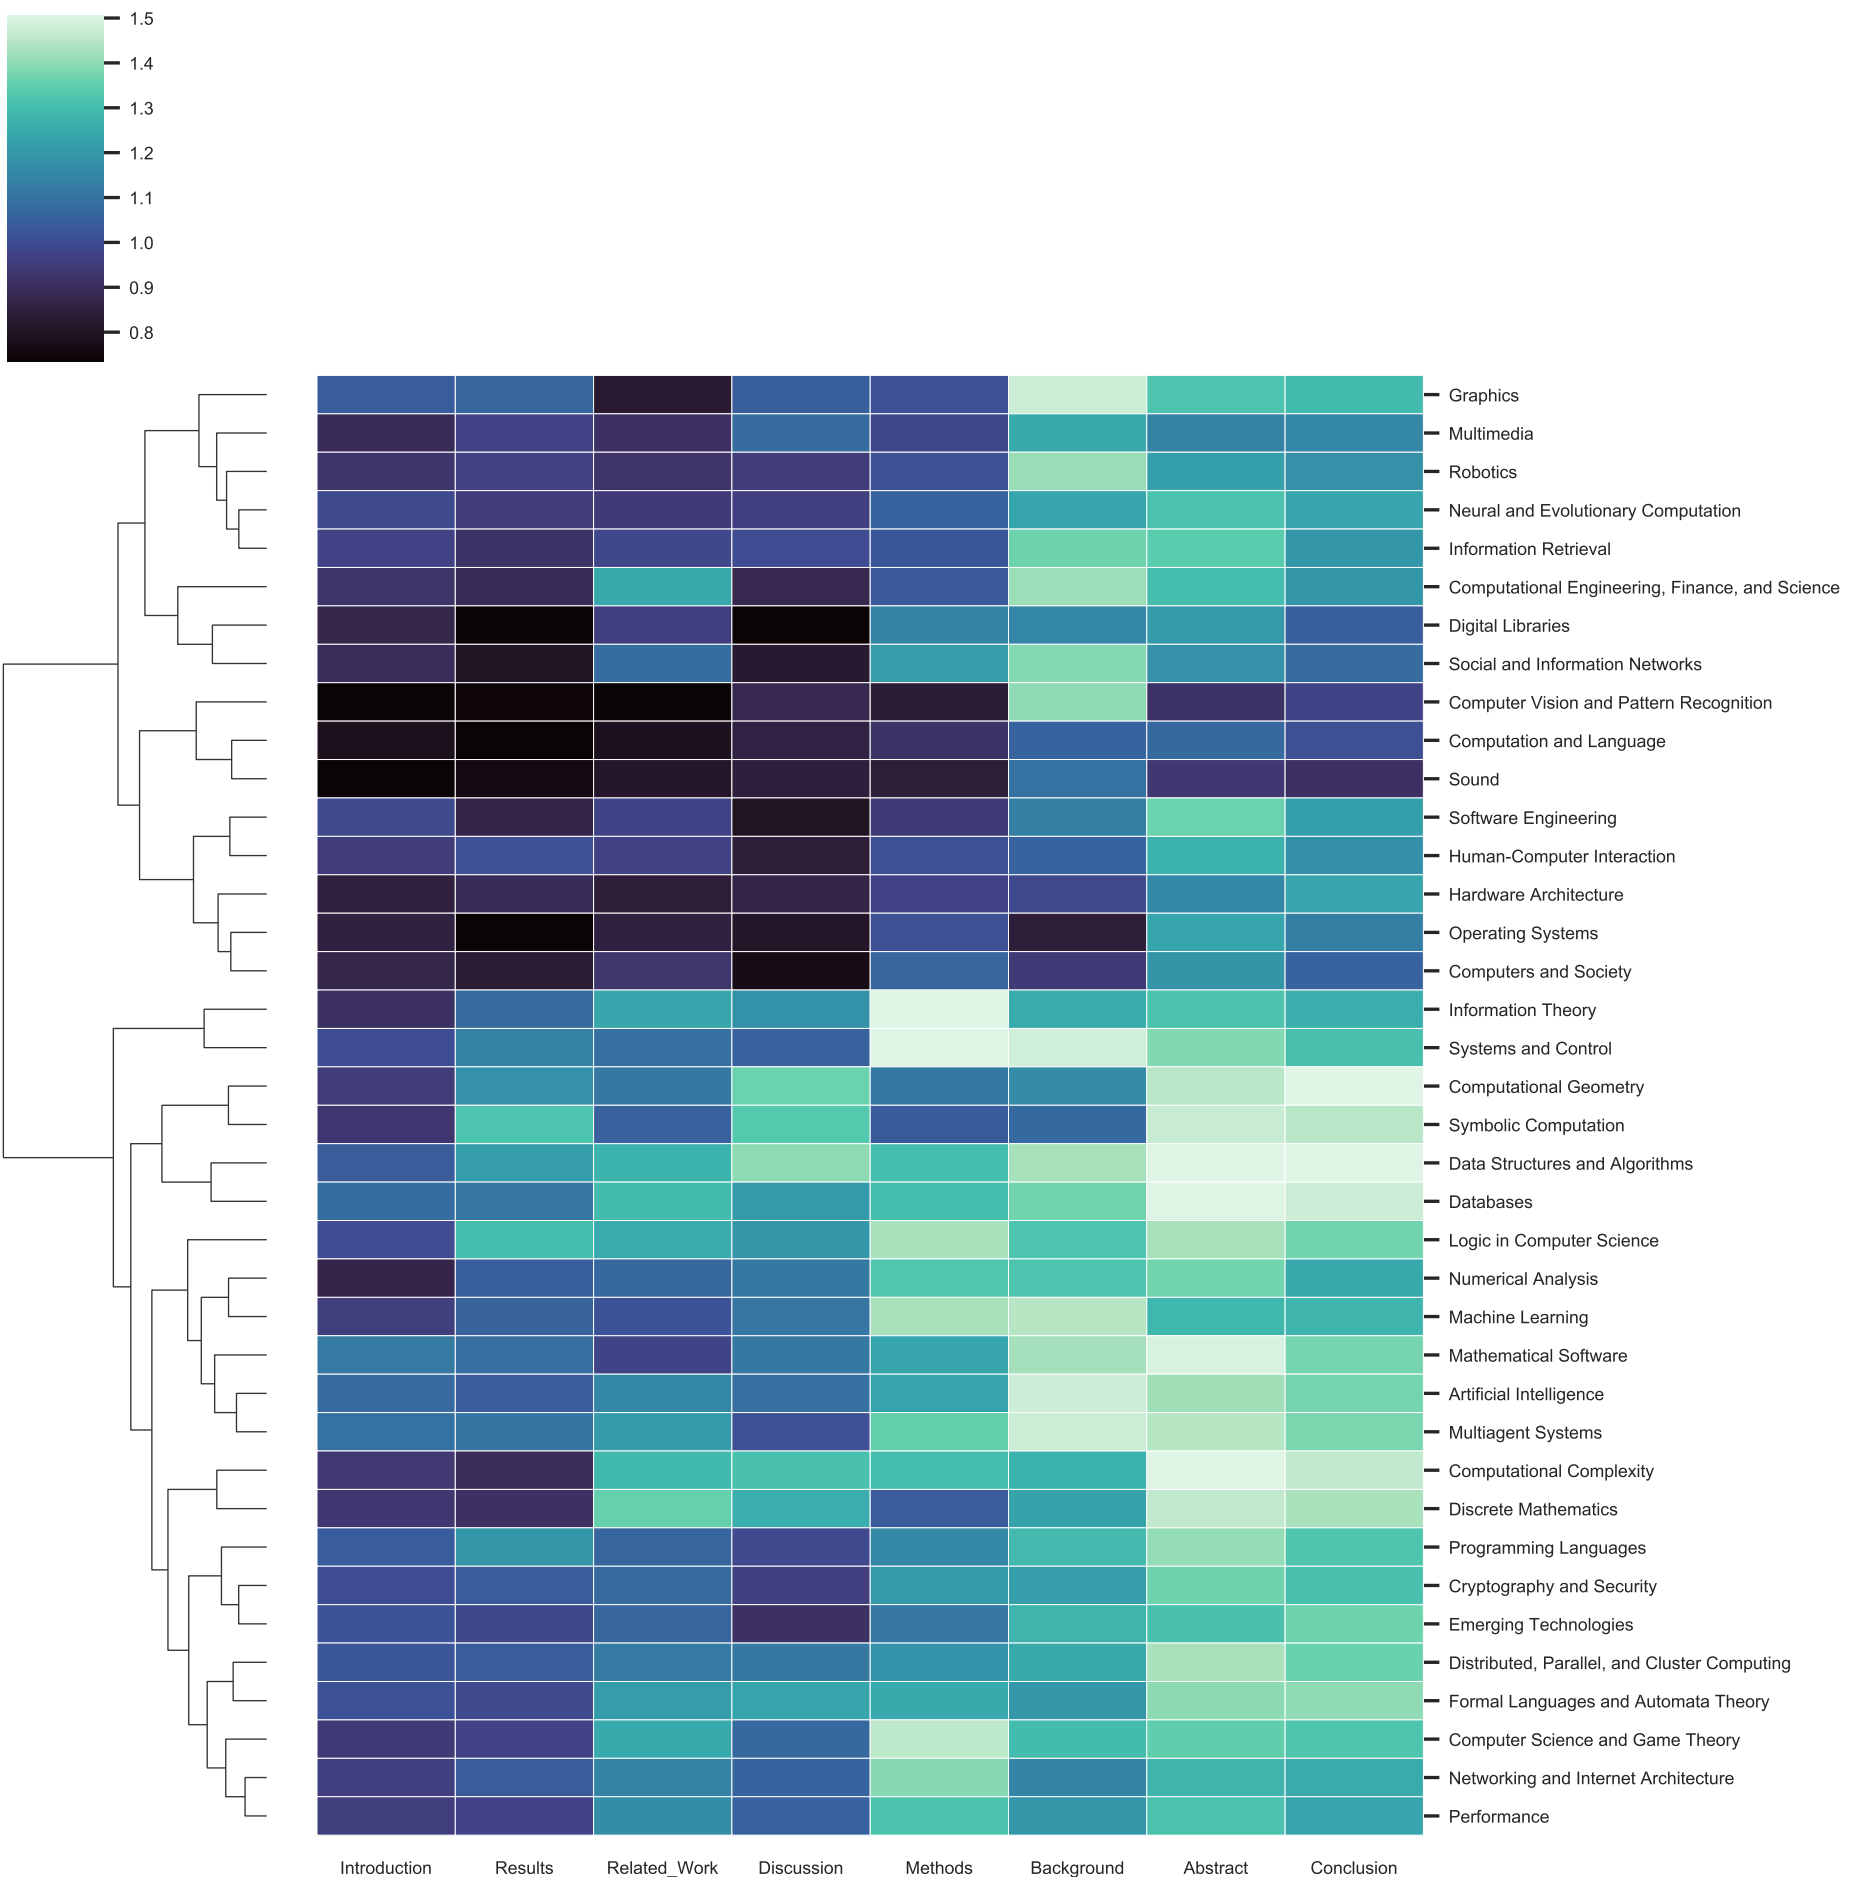 1.5
1.4
1.3
1.2
1.1
1.0
0.9
0.8
Graphics
Multimedia
Robotics
Neural and Evolutionary Computation
Information Retrieval
Computational Engineering, Finance, and Science
Digital Libraries
Social and Information Networks
Computer Vision and Pattern Recognition
Computation and Language
Sound
Software Engineering
Human-Computer Interaction
Hardware Architecture
Operating Systems
Computers and Society
Information Theory
Systems and Control
Computational Geometry
Symbolic Computation
Data Structures and Algorithms
Databases
Logic in Computer Science
Numerical Analysis
Machine Learning
Mathematical Software
Artificial Intelligence
Multiagent Systems
Computational Complexity
Discrete Mathematics
Programming Languages
Cryptography and Security
Emerging Technologies
Distributed, Parallel, and Cluster Computing
Formal Languages and Automata Theory
Computer Science and Game Theory
Networking and Internet Architecture
Performance
Introduction Results Related_Work Discussion Methods Background Abstract Conclusion